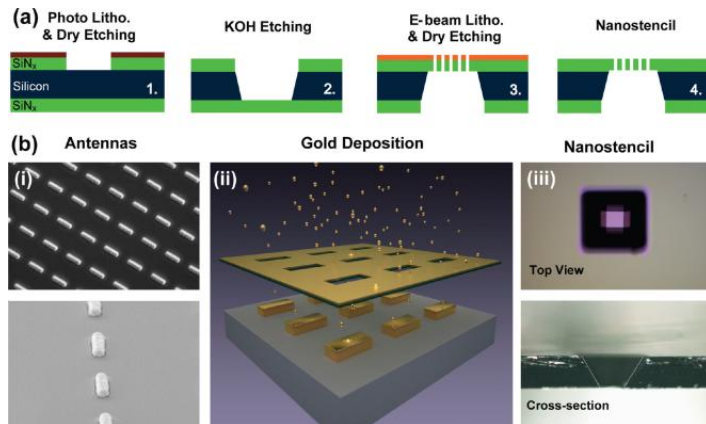 (a)
Photo Litho.
& Dry Etching
KOH Etching
E-beam Litho.
& Dry Etching
Nanostencil
SiNₓ
Silicon
SiNₓ
1.
2.
3.
4.
(b)
Antennas
Gold Deposition
Nanostencil
(i)
(ii)
(iii)
Top View
Cross-section